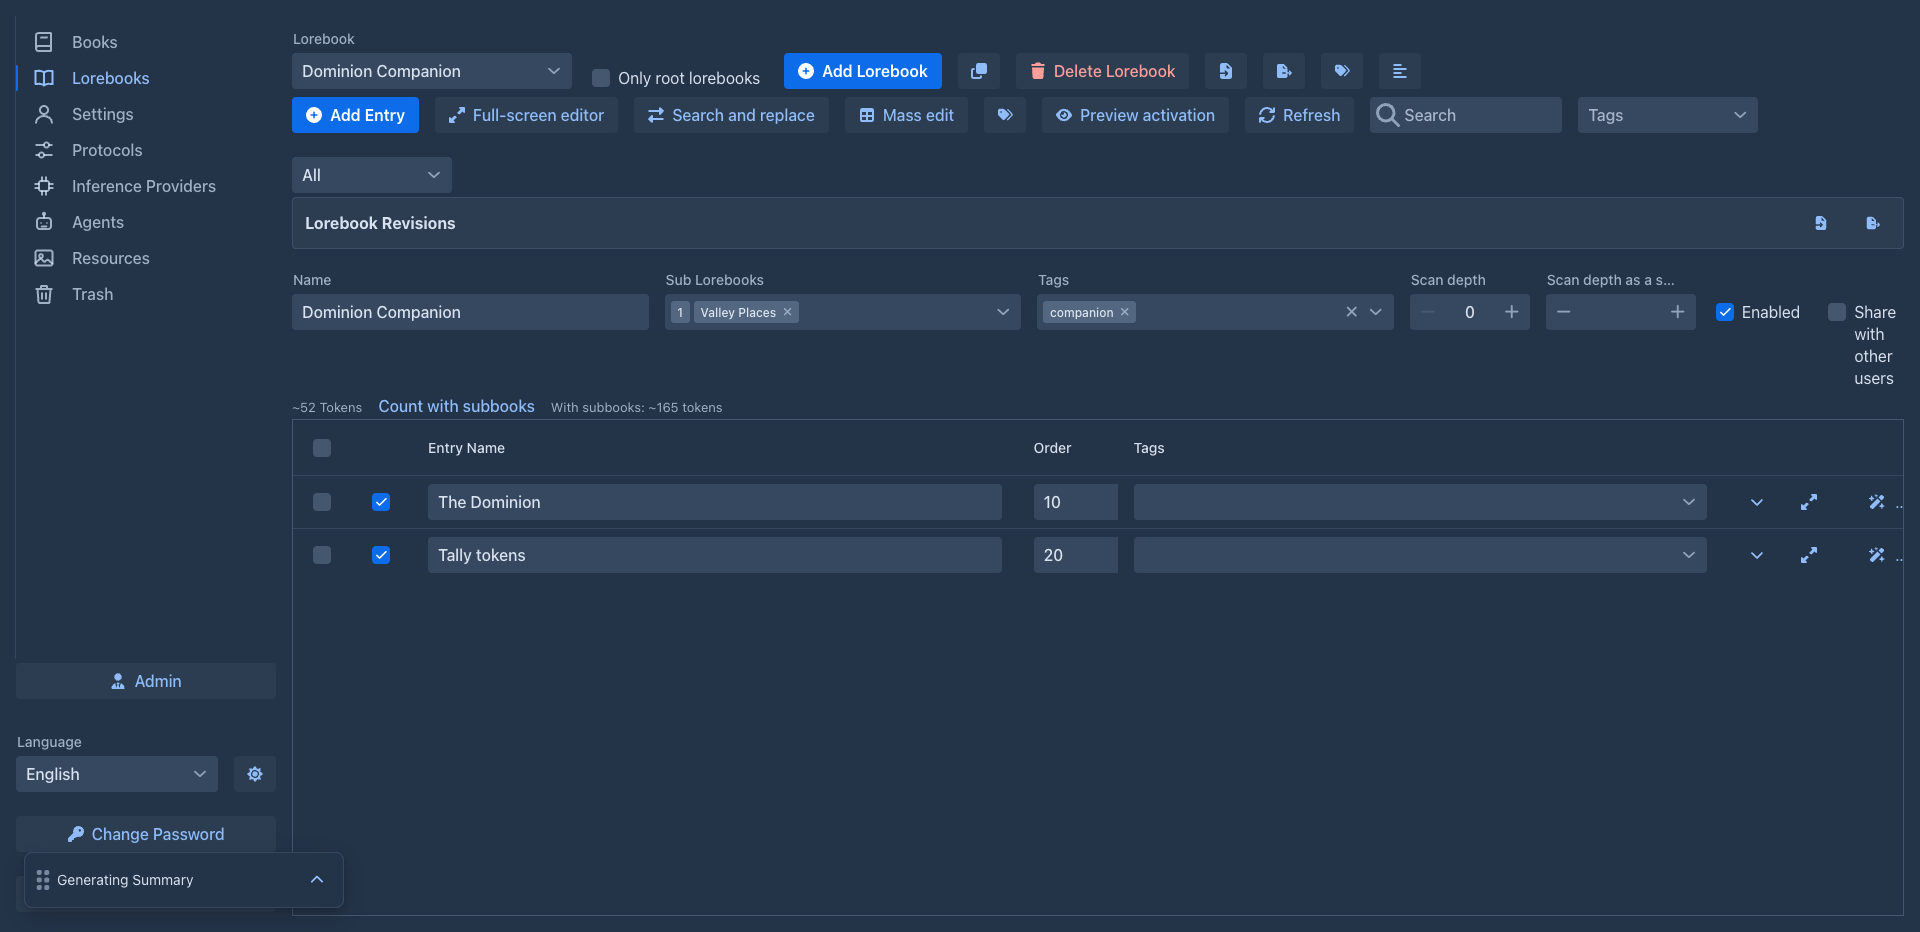 Books
Lorebooks
Settings
Protocols
Inference Providers
Agents
Resources
Trash
Admin
Language
English
Change Password
Generating Summary
Lorebook
Dominion Companion
Only root lorebooks
Add Lorebook
Delete Lorebook
Add Entry
Full-screen editor
Search and replace
Mass edit
Preview activation
Refresh
Search
Tags
All
Lorebook Revisions
Name
Sub Lorebooks
Tags
Scan depth
Scan depth as a s...
Dominion Companion
1 Valley Places
companion
0
Enabled
Share
with
other
users
~52 Tokens Count with subbooks With subbooks: ~165 tokens
Entry Name Order Tags
The Dominion 10 ..
Tally tokens 20 ..